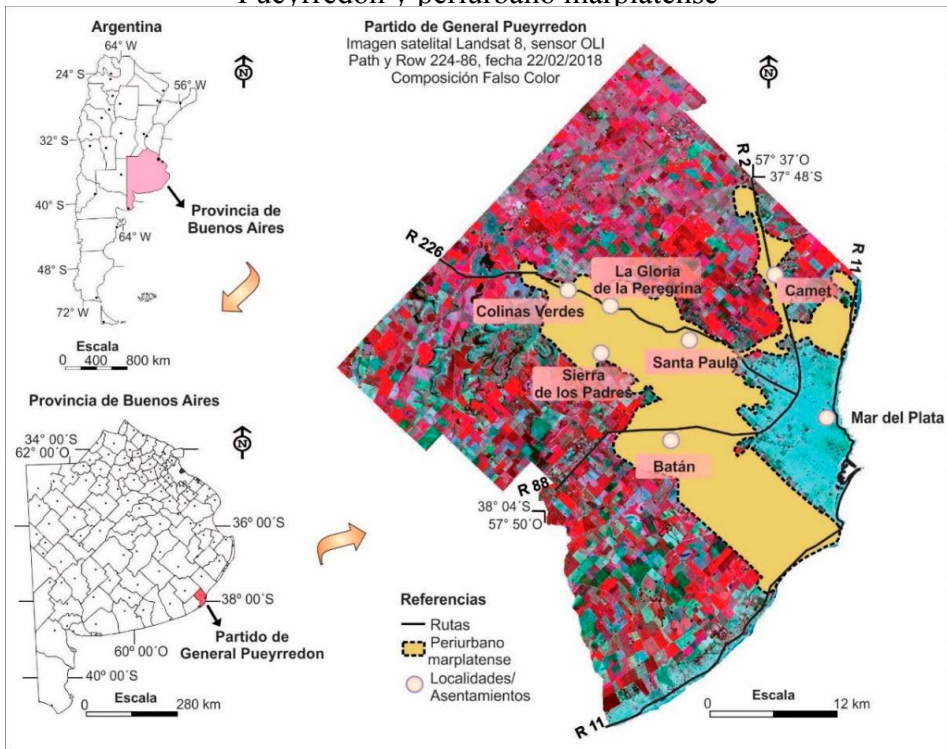 Pueyrredon y periurbano marplatense
Argentina
64° W
24° S
56° W
32° S
40° S
64° W
48° S
72° W
Provincia de
Buenos Aires
Escala
0 400 800 km
Provincia de Buenos Aires
34° 00´S
62° 00´O
36° 00´S
38° 00´S
60° 00´O
40° 00´S
Partido de
General Pueyrredon
Escala
0 280 km
Partido de General Pueyrredon
Imagen satelital Landsat 8, sensor OLI
Path y Row 224-86, fecha 22/02/2018
Composición Falso Color
N
N
N
R 2
57° 37´O
37° 48´S
R 11
R 226
La Gloria
de la Peregrina
Camet
Colinas Verdes
Santa Paula
Sierra
de los Padres
Mar del Plata
Batán
R 88
38° 04´S
57° 50´O
Referencias
Rutas
Periurbano
marplatense
Localidades/
Asentamientos
R 11
0 12 km
Escala